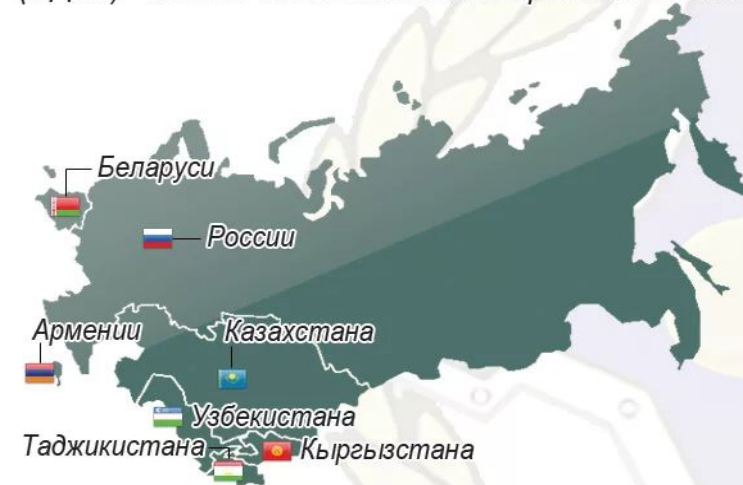 Беларуси
России
Армении
Казахстана
Узбекистана
Таджикистана
Кыргызстана